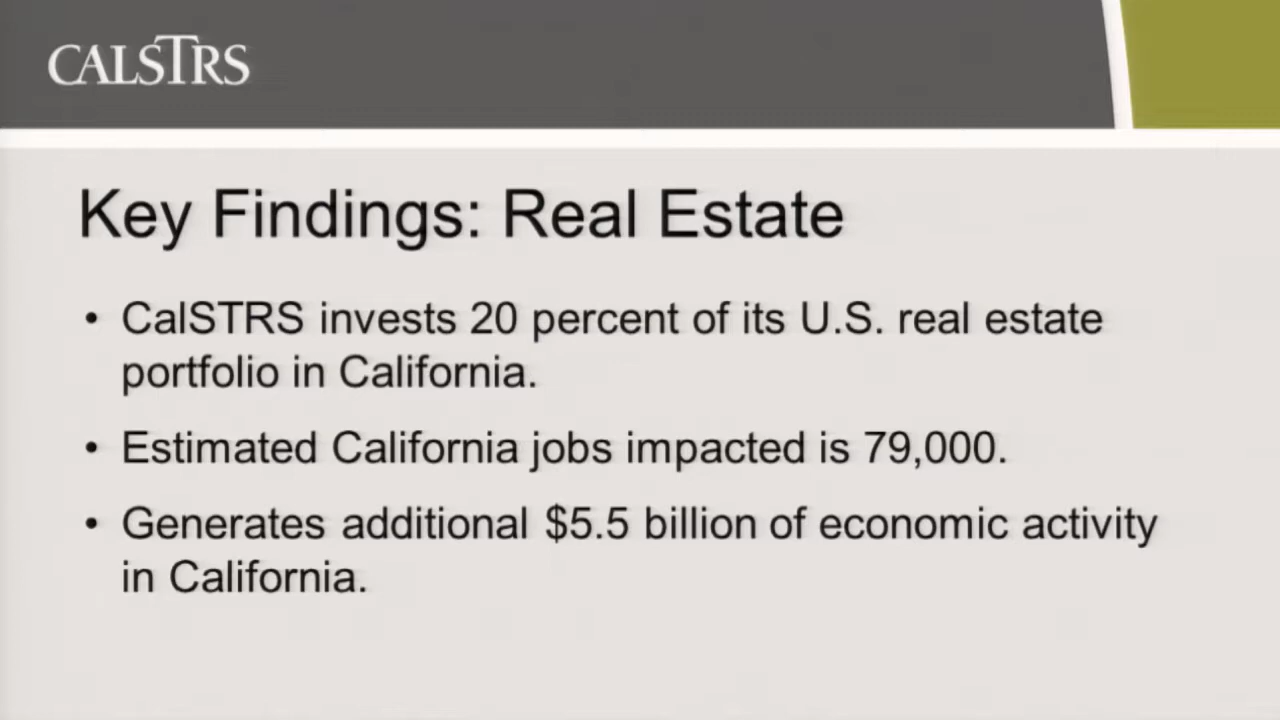 CALSTRS
Key Findings: Real Estate
• CalSTRS invests 20 percent of its U.S. real estate
portfolio in California.
• Estimated California jobs impacted is 79,000.
• Generates additional $5.5 billion of economic activity
in California.